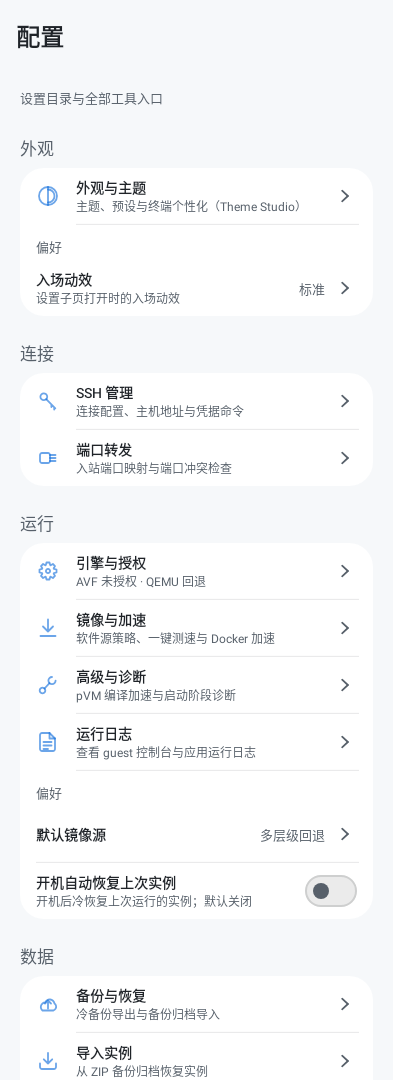 配置
设置目录与全部工具入口
外观
外观与主题
主题、预设与终端个性化（Theme Studio）
偏好
入场动效
设置子页打开时的入场动效
标准
连接
SSH 管理
连接配置、主机地址与凭据命令
端口转发
入站端口映射与端口冲突检查
运行
引擎与授权
AVF 未授权 · QEMU 回退
镜像与加速
软件源策略、一键测速与 Docker 加速
高级与诊断
pVM 编译加速与启动阶段诊断
运行日志
查看 guest 控制台与应用运行日志
偏好
默认镜像源
多层级回退
开机自动恢复上次实例
开机后冷恢复上次运行的实例；默认关闭
数据
备份与恢复
冷备份导出与备份归档导入
导入实例
从 ZIP 备份归档恢复实例